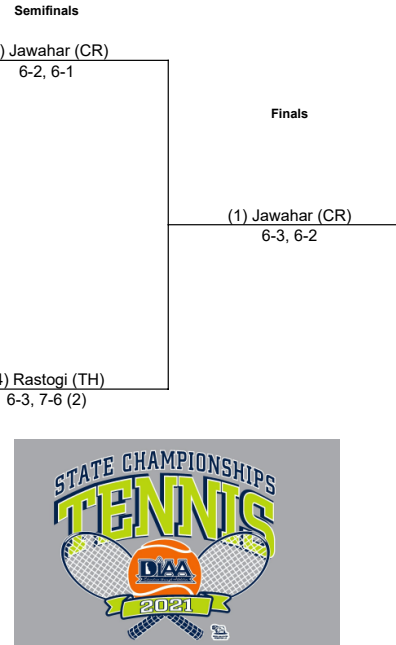 Semifinals
) Jawahar (CR)
6-2, 6-1
Finals
(1) Jawahar (CR)
6-3, 6-2
4) Rastogi (TH)
6-3, 7-6 (2)
STATE CHAMPIONSHIPS
TENNIS
DIAA
2021